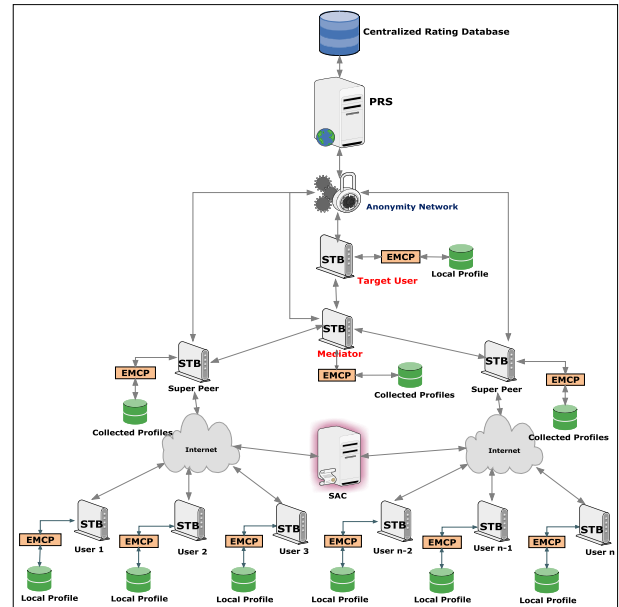 Centralized Rating Database
PRS
Anonymity Network
STB
EMCP
Local Profile
Target User
STB
Mediator
STB
EMCP
Super Peer
Collected Profiles
EMCP
Collected Profiles
STB
Super Peer
EMCP
Collected Profiles
Internet
Internet
SAC
STB
User 1
EMCP
Local Profile
STB
User 2
EMCP
Local Profile
STB
User 3
EMCP
Local Profile
STB
User n-2
EMCP
Local Profile
STB
User n-1
EMCP
Local Profile
STB
User n
EMCP
Local Profile